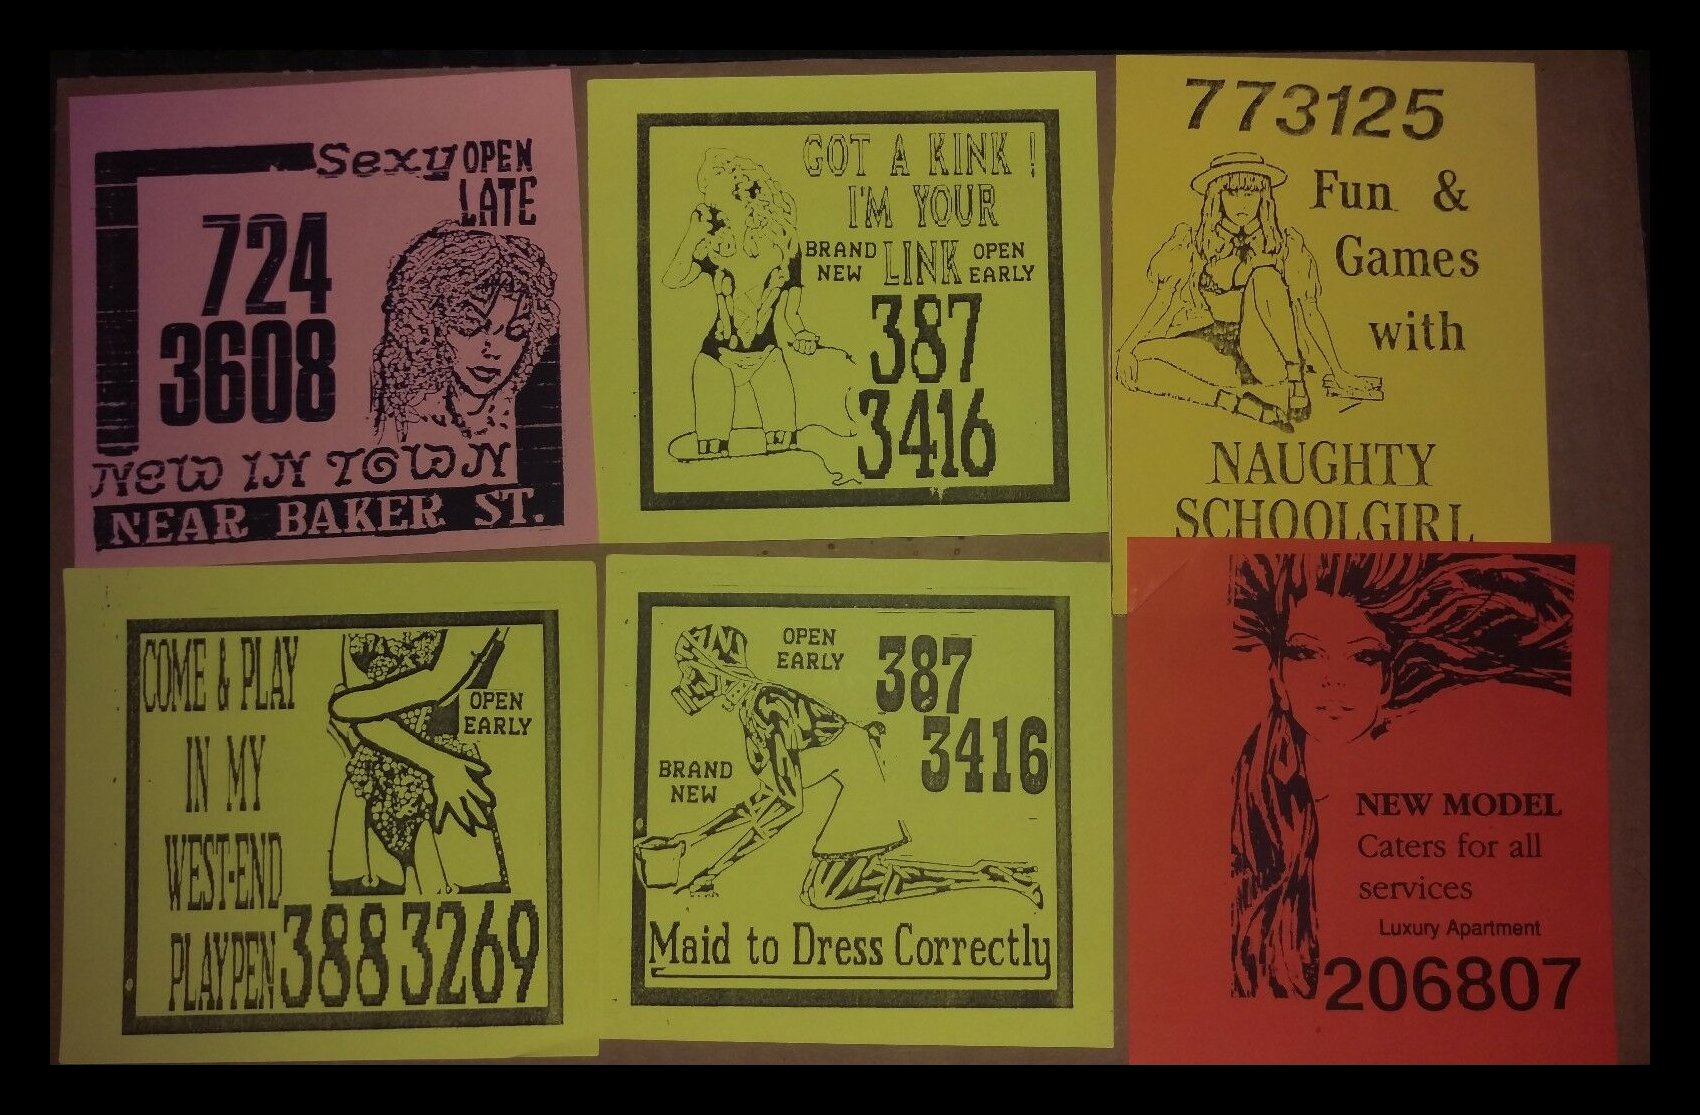 Sexy OPEN
LATE
724
3608
NEW IN TOWN
NEAR BAKER ST.
GOT A KINK !
I'M YOUR
LINK
BRAND
NEW
OPEN
EARLY
387
3416
773125
Fun &
Games
with
NAUGHTY
SCHOOLGIRL
COME & PLAY
IN MY
WEST-END
PLAYPEN
OPEN
EARLY
388 3269
OPEN
EARLY
387
3416
BRAND
NEW
Maid to Dress Correctly
NEW MODEL
Caters for all
services
Luxury Apartment
206807